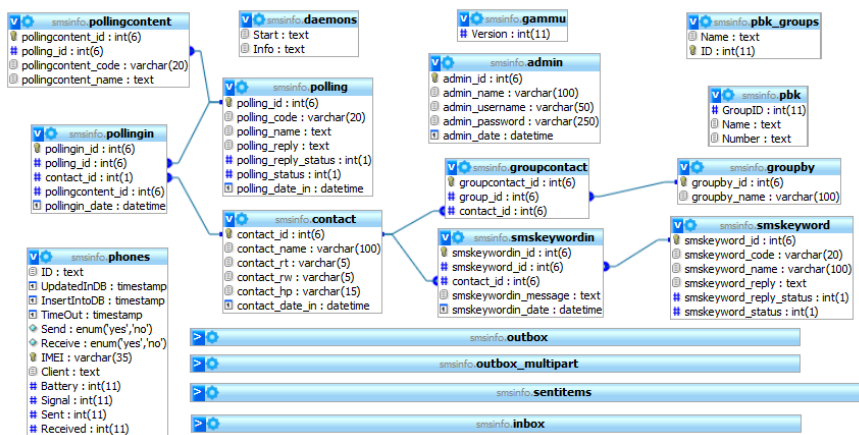 smsinfo.pollingcontent
pollingcontent_id : int(6)
polling_id : int(6)
pollingcontent_code : varchar(20)
pollingcontent_name : text
smsinfo.daemons
Start : text
Info : text
smsinfo.gammu
Version : int(11)
smsinfo.pbk_groups
Name : text
ID : int(11)
smsinfo.polling
polling_id : int(6)
polling_code : varchar(20)
polling_name : text
polling_reply : text
polling_reply_status : int(1)
polling_status : int(1)
polling_date_in : datetime
smsinfo.admin
admin_id : int(6)
admin_name : varchar(100)
admin_username : varchar(50)
admin_password : varchar(250)
admin_date : datetime
smsinfo.pbk
GroupID : int(11)
Name : text
Number : text
smsinfo.pollingin
pollingin_id : int(6)
polling_id : int(6)
contact_id : int(1)
pollingcontent_id : int(6)
pollingin_date : datetime
smsinfo.groupcontact
groupcontact_id : int(6)
group_id : int(6)
contact_id : int(6)
smsinfo.groupby
groupby_id : int(6)
groupby_name : varchar(100)
smsinfo.contact
contact_id : int(6)
contact_name : varchar(100)
contact_rt : varchar(5)
contact_rw : varchar(5)
contact_hp : varchar(15)
contact_date_in : datetime
smsinfo.smskeywordin
smskeywordin_id : int(6)
smskeyword_id : int(6)
contact_id : int(6)
smskeywordin_message : text
smskeywordin_date : datetime
smsinfo.smskeyword
smskeyword_id : int(6)
smskeyword_code : varchar(20)
smskeyword_name : varchar(100)
smskeyword_reply : text
smskeyword_reply_status : int(1)
smskeyword_status : int(1)
smsinfo.phones
ID : text
UpdatedInDB : timestamp
InsertIntoDB : timestamp
TimeOut : timestamp
Send : enum('yes','no')
Receive : enum('yes','no')
IMEI : varchar(35)
Client : text
Battery : int(11)
Signal : int(11)
Sent : int(11)
Received : int(11)
smsinfo.outbox
smsinfo.outbox_multipart
smsinfo.sentitems
smsinfo.inbox